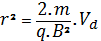 r² = 2.m / q.B² . V_d